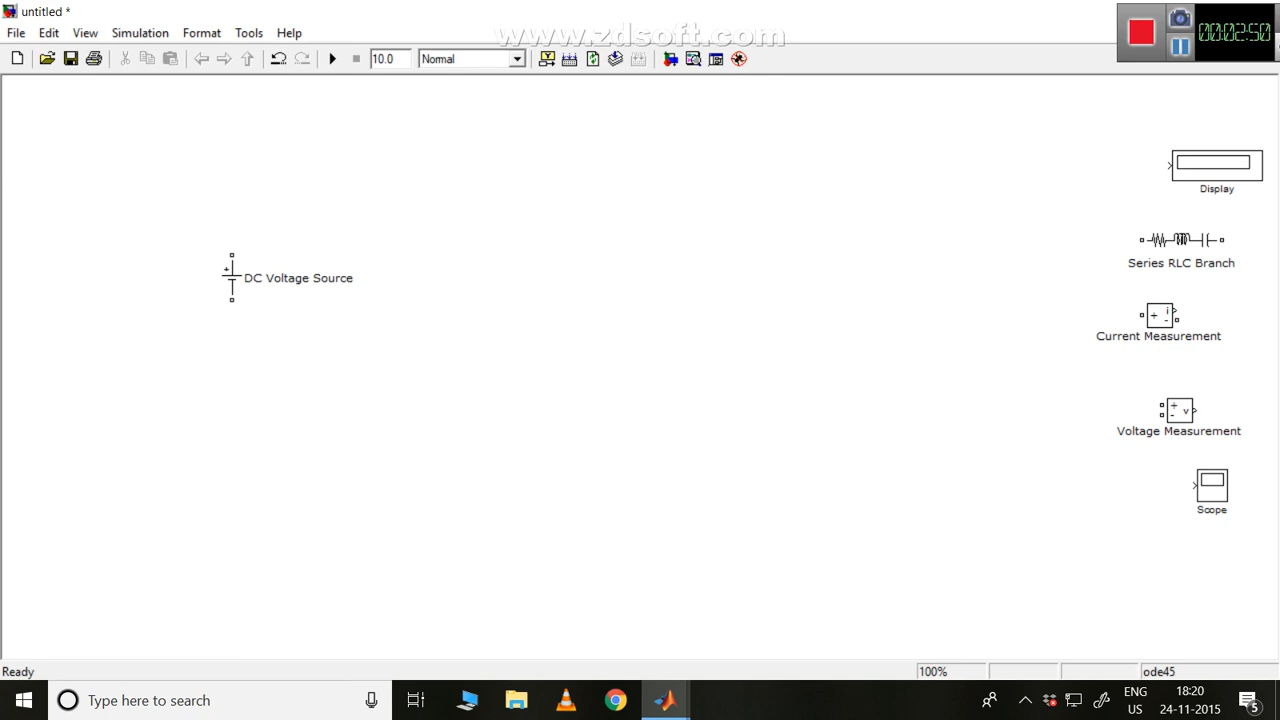 untitled *
www.zdsoft.com
00:02:50
File Edit View Simulation Format Tools Help
10.0 Normal
Display
Series RLC Branch
+ i -
Current Measurement
+ DC Voltage Source
+ v -
Voltage Measurement
Scope
Ready 100% ode45
Type here to search
ENG
US
18:20
24-11-2015
5